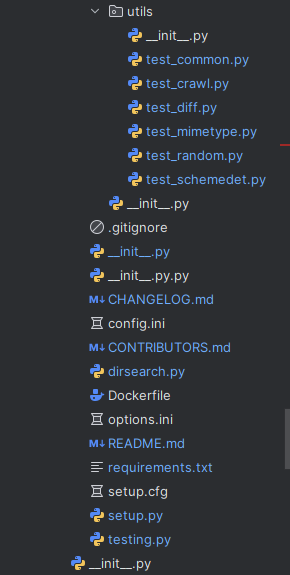 utils
__init__.py
test_common.py
test_crawl.py
test_diff.py
test_mimetype.py
test_random.py
test_schemedet.py
__init__.py
.gitignore
__init__.py
__init__.py.py
M↓ CHANGELOG.md
config.ini
M↓ CONTRIBUTORS.md
dirsearch.py
Dockerfile
options.ini
M↓ README.md
requirements.txt
setup.cfg
setup.py
testing.py
__init__.py